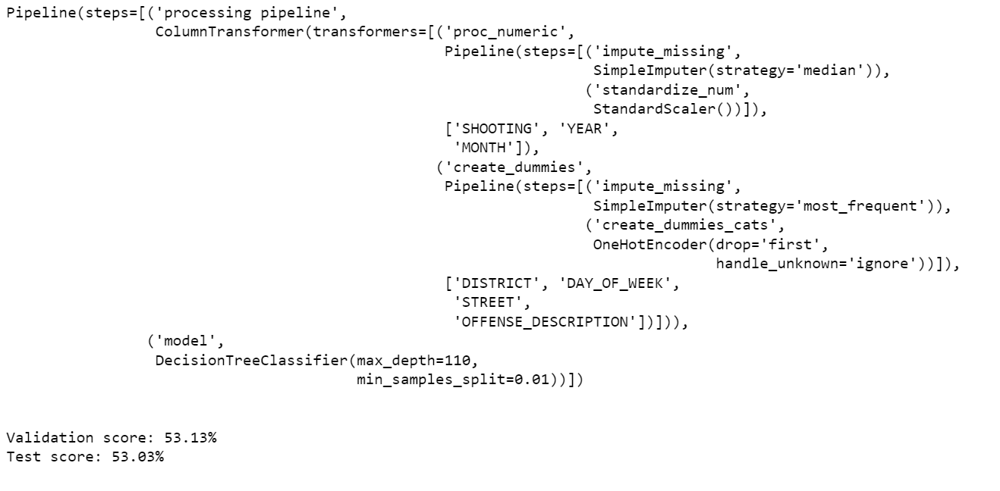 Pipeline(steps=[('processing pipeline',
ColumnTransformer(transformers=[('proc_numeric',
Pipeline(steps=[('impute_missing',
SimpleImputer(strategy='median')),
('standardize_num',
StandardScaler())]),
['SHOOTING', 'YEAR',
'MONTH']),
('create_dummies',
Pipeline(steps=[('impute_missing',
SimpleImputer(strategy='most_frequent')),
('create_dummies_cats',
OneHotEncoder(drop='first',
handle_unknown='ignore'))]),
['DISTRICT', 'DAY_OF_WEEK',
'STREET',
'OFFENSE_DESCRIPTION'])])),
('model',
DecisionTreeClassifier(max_depth=110,
min_samples_split=0.01))])
Validation score: 53.13%
Test score: 53.03%